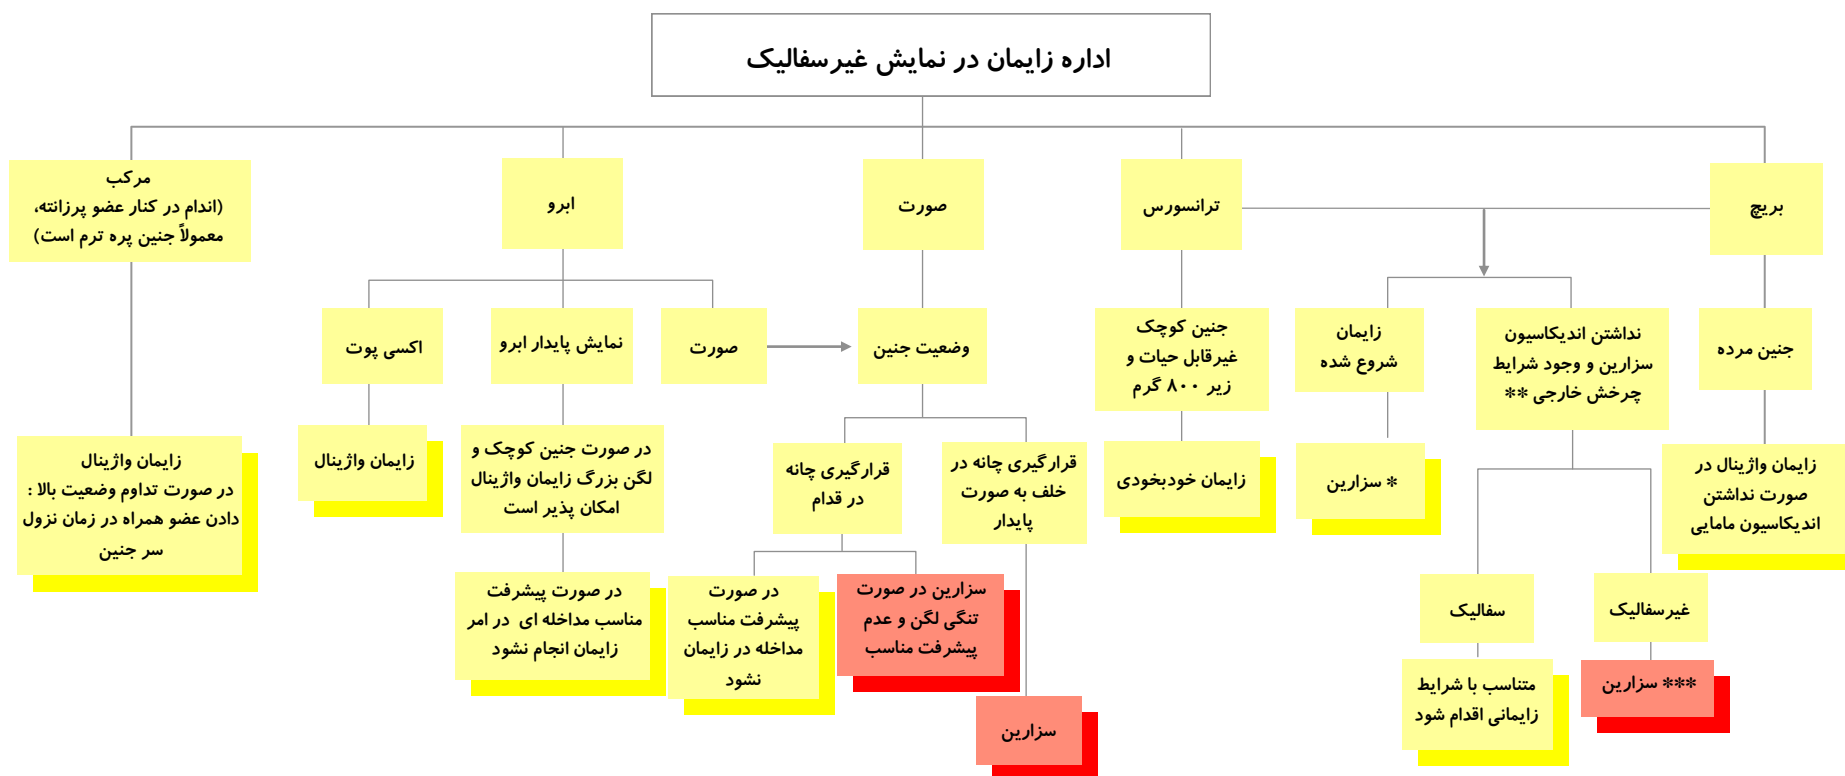 اداره زایمان در نمایش غیرسفالیک
بریچ
ترانسورس
صورت
ابرو
مرکب
(اندام در کنار عضو پرزانته،
معمولاً جنین پره ترم است)
جنین مرده
نداشتن اندیکاسیون
سزارین و وجود شرایط
چرخش خارجی **
زایمان
شروع شده
جنین کوچک
غیرقابل حیات و
زیر ۸۰۰ گرم
وضعیت جنین
صورت
نمایش پایدار ابرو
اکسی پوت
زایمان واژینال در
صورت نداشتن
اندیکاسیون مامایی
* سزارین
زایمان خودبخودی
قرارگیری چانه در
خلف به صورت
پایدار
قرارگیری چانه
در قدام
در صورت جنین کوچک و
لگن بزرگ زایمان واژینال
امکان پذیر است
زایمان واژینال
زایمان واژینال
در صورت تداوم وضعیت بالا :
دادن عضو همراه در زمان نزول
سر جنین
غیرسفالیک
سفالیک
سزارین در صورت
تنگی لگن و عدم
پیشرفت مناسب
در صورت
پیشرفت مناسب
مداخله در زایمان
نشود
در صورت پیشرفت
مناسب مداخله ای در امر
زایمان انجام نشود
*** سزارین
متناسب با شرایط
زایمانی اقدام شود
سزارین